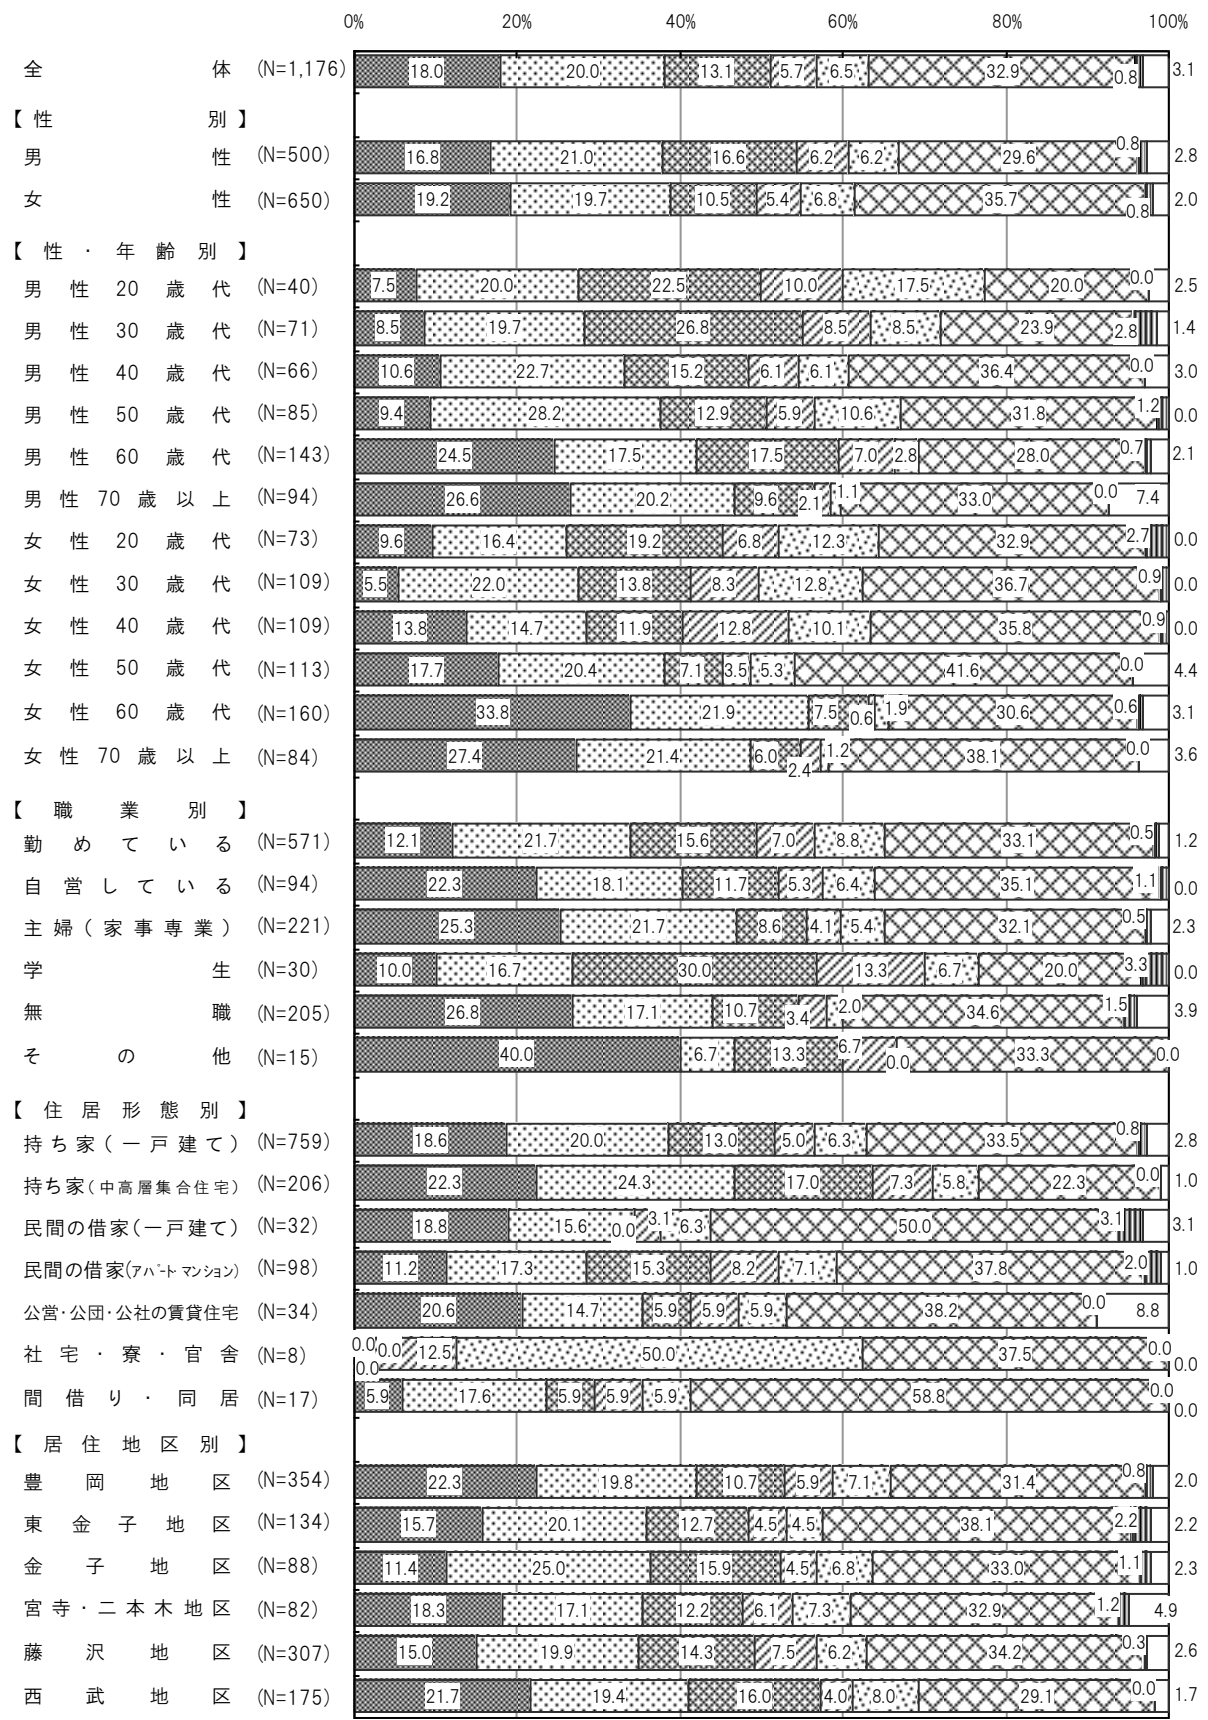 0% 20% 40% 60% 80% 100%
全体 (N=1,176) 18.0 20.0 13.1 5.7 6.5 32.9 0.8 3.1
【性別】
男性 (N=500) 16.8 21.0 16.6 6.2 6.2 29.6 0.8 2.8
女性 (N=650) 19.2 19.7 10.5 5.4 6.8 35.7 0.8 2.0
【性・年齢別】
男性20歳代 (N=40) 7.5 20.0 22.5 10.0 17.5 20.0 0.0 2.5
男性30歳代 (N=71) 8.5 19.7 26.8 8.5 8.5 23.9 2.8 1.4
男性40歳代 (N=66) 10.6 22.7 15.2 6.1 6.1 36.4 0.0 3.0
男性50歳代 (N=85) 9.4 28.2 12.9 5.9 10.6 31.8 1.2 0.0
男性60歳代 (N=143) 24.5 17.5 17.5 7.0 2.8 28.0 0.7 2.1
男性70歳以上 (N=94) 26.6 20.2 9.6 2.1 1.1 33.0 0.0 7.4
女性20歳代 (N=73) 9.6 16.4 19.2 6.8 12.3 32.9 2.7 0.0
女性30歳代 (N=109) 5.5 22.0 13.8 8.3 12.8 36.7 0.9 0.0
女性40歳代 (N=109) 13.8 14.7 11.9 12.8 10.1 35.8 0.9 0.0
女性50歳代 (N=113) 17.7 20.4 7.1 3.5 5.3 41.6 0.0 4.4
女性60歳代 (N=160) 33.8 21.9 7.5 0.6 1.9 30.6 0.6 3.1
女性70歳以上 (N=84) 27.4 21.4 6.0 2.4 1.2 38.1 0.0 3.6
【職業別】
勤めている (N=571) 12.1 21.7 15.6 7.0 8.8 33.1 0.5 1.2
自営している (N=94) 22.3 18.1 11.7 5.3 6.4 35.1 1.1 0.0
主婦(家事専業) (N=221) 25.3 21.7 8.6 4.1 5.4 32.1 0.5 2.3
学生 (N=30) 10.0 16.7 30.0 13.3 6.7 20.0 3.3 0.0
無職 (N=205) 26.8 17.1 10.7 3.4 2.0 34.6 1.5 3.9
その他 (N=15) 40.0 6.7 13.3 6.7 0.0 33.3 0.0
【住居形態別】
持ち家(一戸建て) (N=759) 18.6 20.0 13.0 5.0 6.3 33.5 0.8 2.8
持ち家(中高層集合住宅) (N=206) 22.3 24.3 17.0 7.3 5.8 22.3 0.0 1.0
民間の借家(一戸建て) (N=32) 18.8 15.6 0.0 3.1 6.3 50.0 3.1 3.1
民間の借家(アパート マンション) (N=98) 11.2 17.3 15.3 8.2 7.1 37.8 2.0 1.0
公営・公団・公社の賃貸住宅 (N=34) 20.6 14.7 5.9 5.9 5.9 38.2 0.0 8.8
社宅・寮・官舎 (N=8) 0.0 0.0 0.0 12.5 50.0 37.5 0.0 0.0
間借り・同居 (N=17) 5.9 17.6 5.9 5.9 5.9 58.8 0.0 0.0
【居住地区別】
豊岡地区 (N=354) 22.3 19.8 10.7 5.9 7.1 31.4 0.8 2.0
東金子地区 (N=134) 15.7 20.1 12.7 4.5 4.5 38.1 2.2 2.2
金子地区 (N=88) 11.4 25.0 15.9 4.5 6.8 33.0 1.1 2.3
宮寺・二本木地区 (N=82) 18.3 17.1 12.2 6.1 7.3 32.9 1.2 4.9
藤沢地区 (N=307) 15.0 19.9 14.3 7.5 6.2 34.2 0.3 2.6
西武地区 (N=175) 21.7 19.4 16.0 4.0 8.0 29.1 0.0 1.7